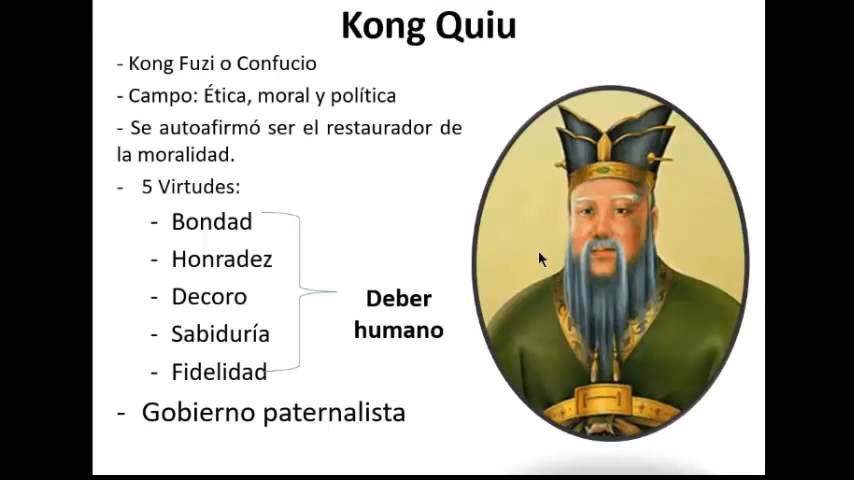 Kong Quiu
- Kong Fuzi o Confucio
- Campo: Ética, moral y política
- Se autoafirmó ser el restaurador de
la moralidad.
- 5 Virtudes:
- Bondad
- Honradez
- Decoro
- Sabiduría
- Fidelidad
Deber
humano
- Gobierno paternalista